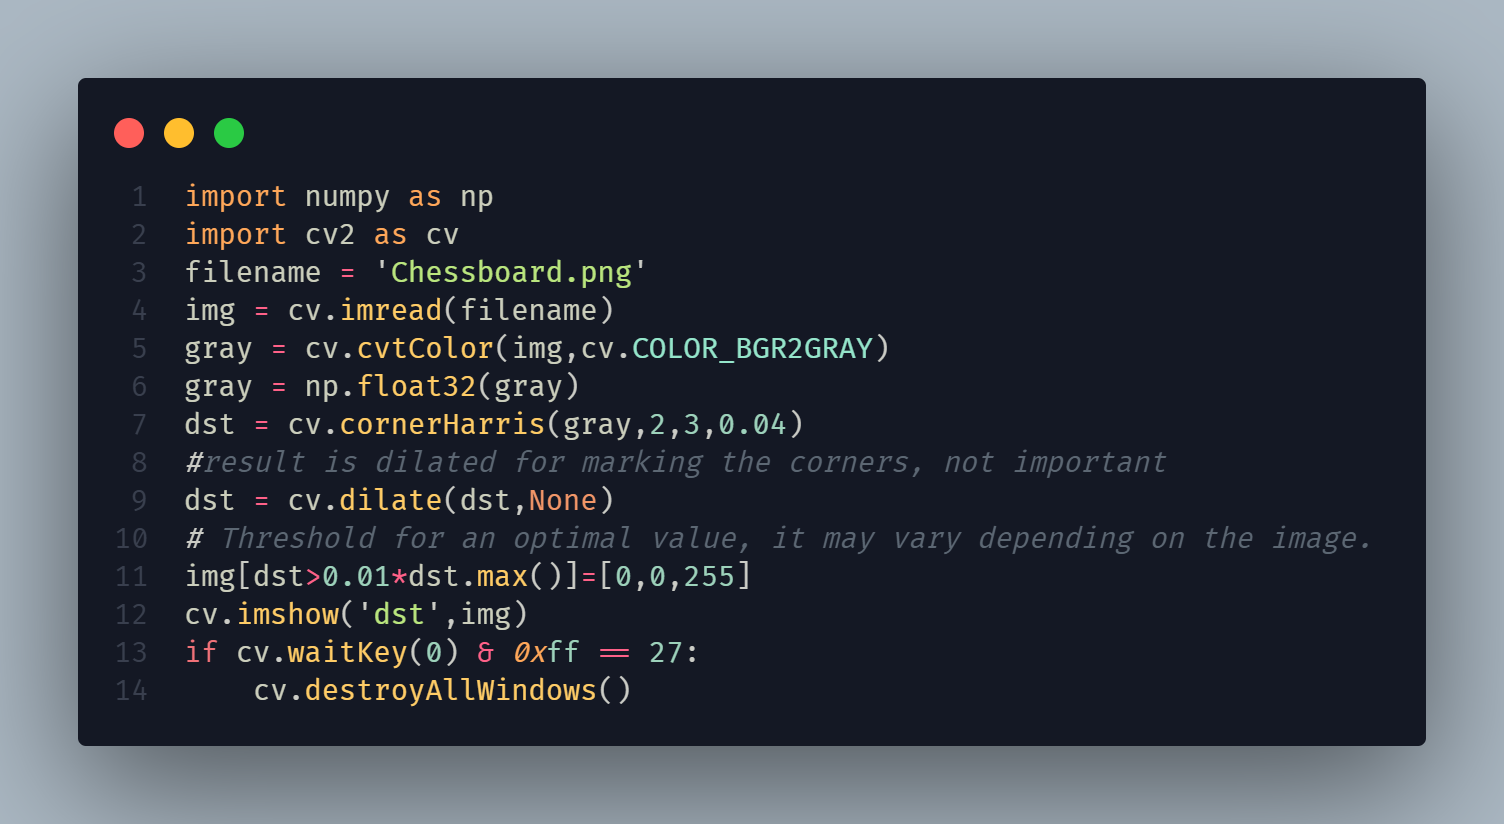 1 import numpy as np
2 import cv2 as cv
3 filename = 'Chessboard.png'
4 img = cv.imread(filename)
5 gray = cv.cvtColor(img,cv.COLOR_BGR2GRAY)
6 gray = np.float32(gray)
7 dst = cv.cornerHarris(gray,2,3,0.04)
8 #result is dilated for marking the corners, not important
9 dst = cv.dilate(dst,None)
10 # Threshold for an optimal value, it may vary depending on the image.
11 img[dst>0.01*dst.max()]=[0,0,255]
12 cv.imshow('dst',img)
13 if cv.waitKey(0) & 0xff == 27:
14     cv.destroyAllWindows()